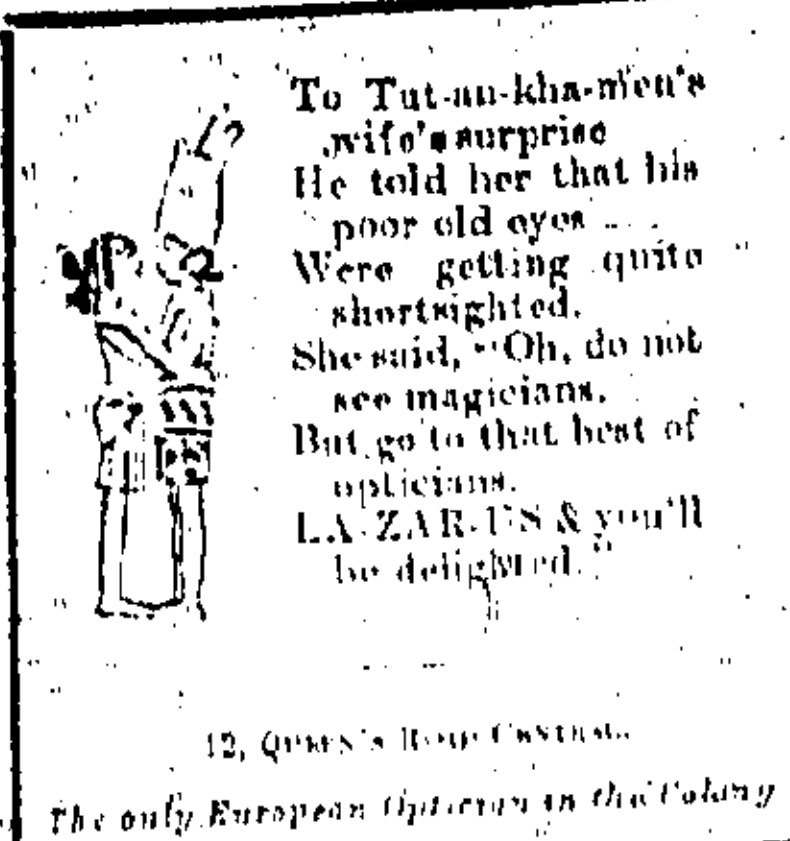 To Tut-an-kha-men's
wife's surprise
He told her that his
poor old eyes
Were getting quite
shortsighted.
She said, "Oh, do not
see magicians,
But go to that best of
opticians.
LA-ZAR-US & you'll
be delighted."
12, Queen's Road Central.
The only European Optician in the Colony